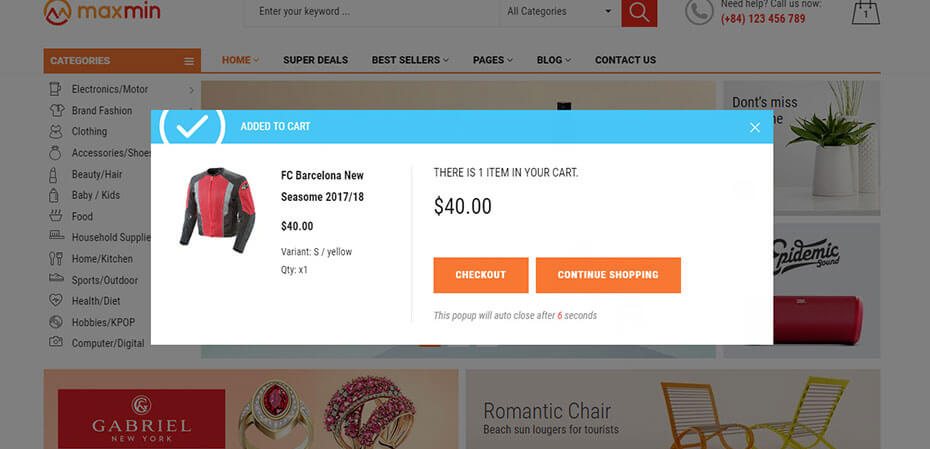 maxmin
Enter your keyword ...
All Categories
Need help? Call us now:
(+84) 123 456 789
1
CATEGORIES
HOME
SUPER DEALS
BEST SELLERS
PAGES
BLOG
CONTACT US
Electronics/Motor
Brand Fashion
Clothing
Accessories/Shoes
Beauty/Hair
Baby / Kids
Food
Household Supplie
Home/Kitchen
Sports/Outdoor
Health/Diet
Hobbies/KPOP
Computer/Digital
Dont's miss
ADDED TO CART
FC Barcelona New
Seasome 2017/18
$40.00
Variant: S / yellow
Qty: x1
THERE IS 1 ITEM IN YOUR CART.
$40.00
CHECKOUT
CONTINUE SHOPPING
This popup will auto close after 6 seconds
Epidemic
Sound
JBL
GABRIEL
NEW YORK
Romantic Chair
Beach sun lougers for tourists